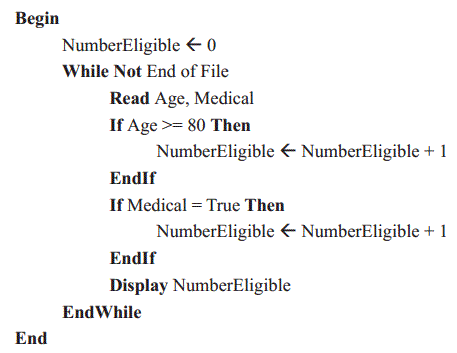 Begin
NumberEligible ← 0
While Not End of File
Read Age, Medical
If Age >= 80 Then
NumberEligible ← NumberEligible + 1
EndIf
If Medical = True Then
NumberEligible ← NumberEligible + 1
EndIf
Display NumberEligible
EndWhile
End